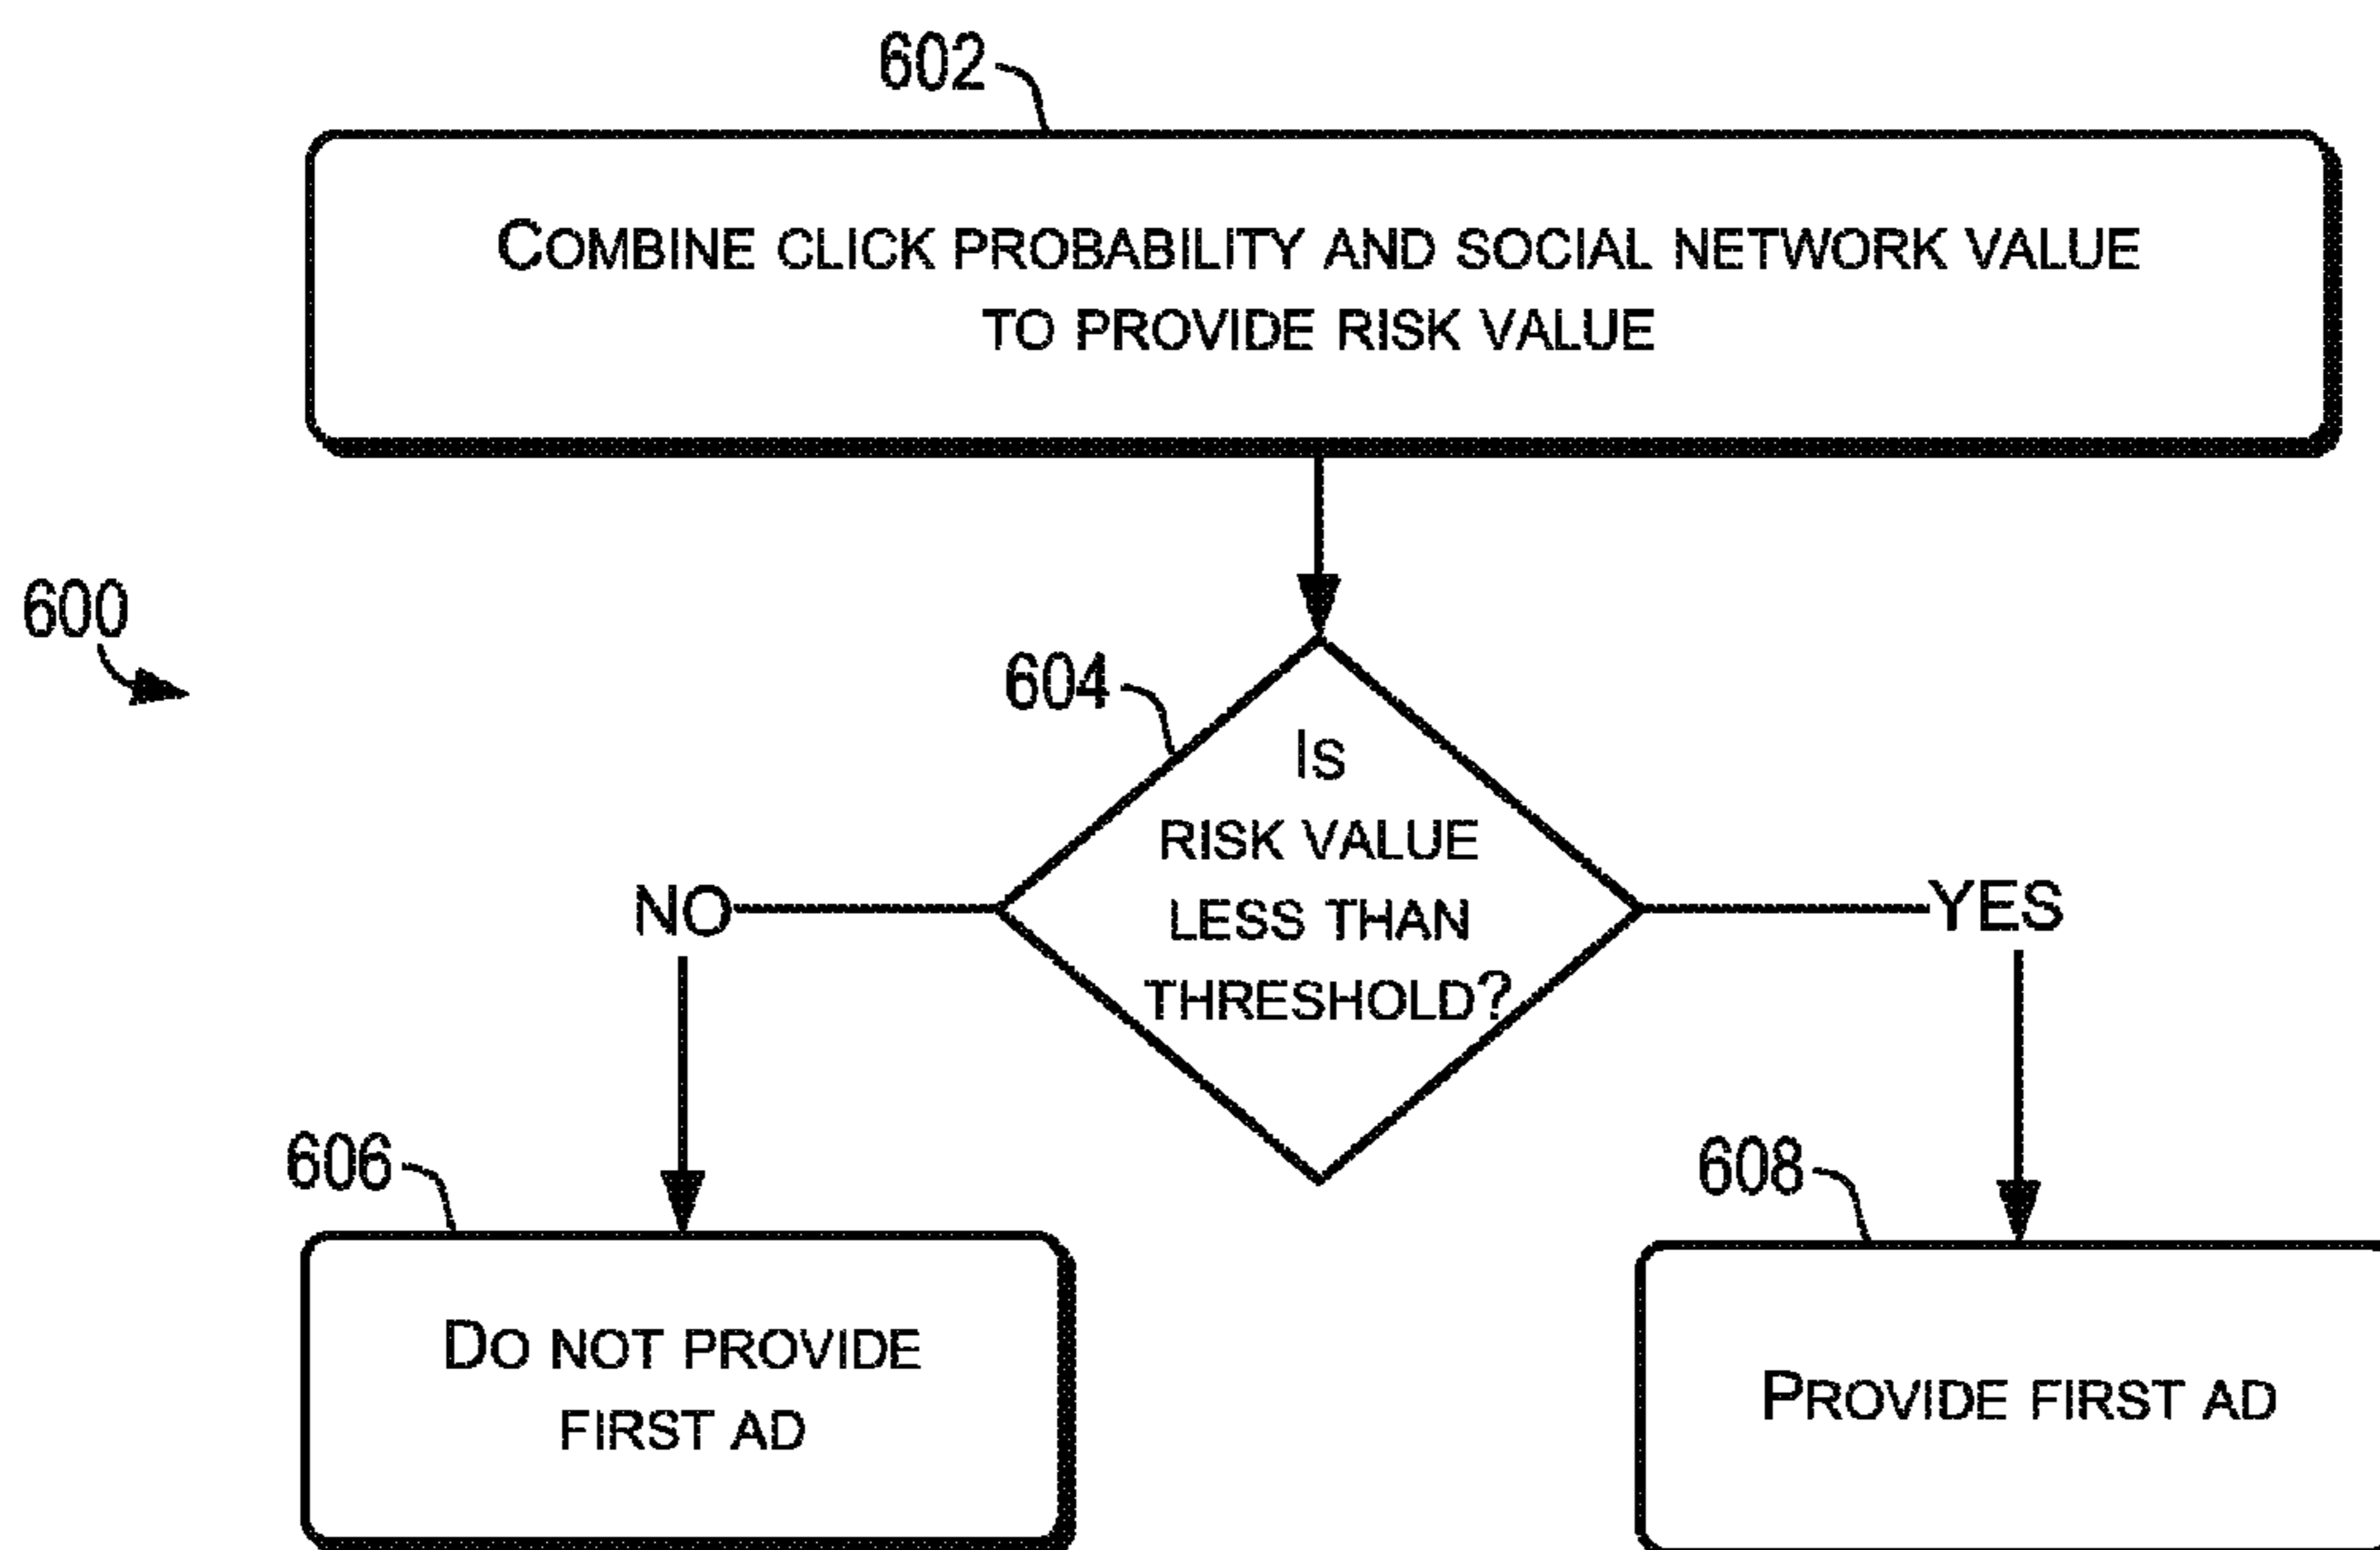 602
COMBINE CLICK PROBABILITY AND SOCIAL NETWORK VALUE
TO PROVIDE RISK VALUE
600
604
IS
RISK VALUE
LESS THAN
THRESHOLD?
NO
YES
606
DO NOT PROVIDE
FIRST AD
608
PROVIDE FIRST AD